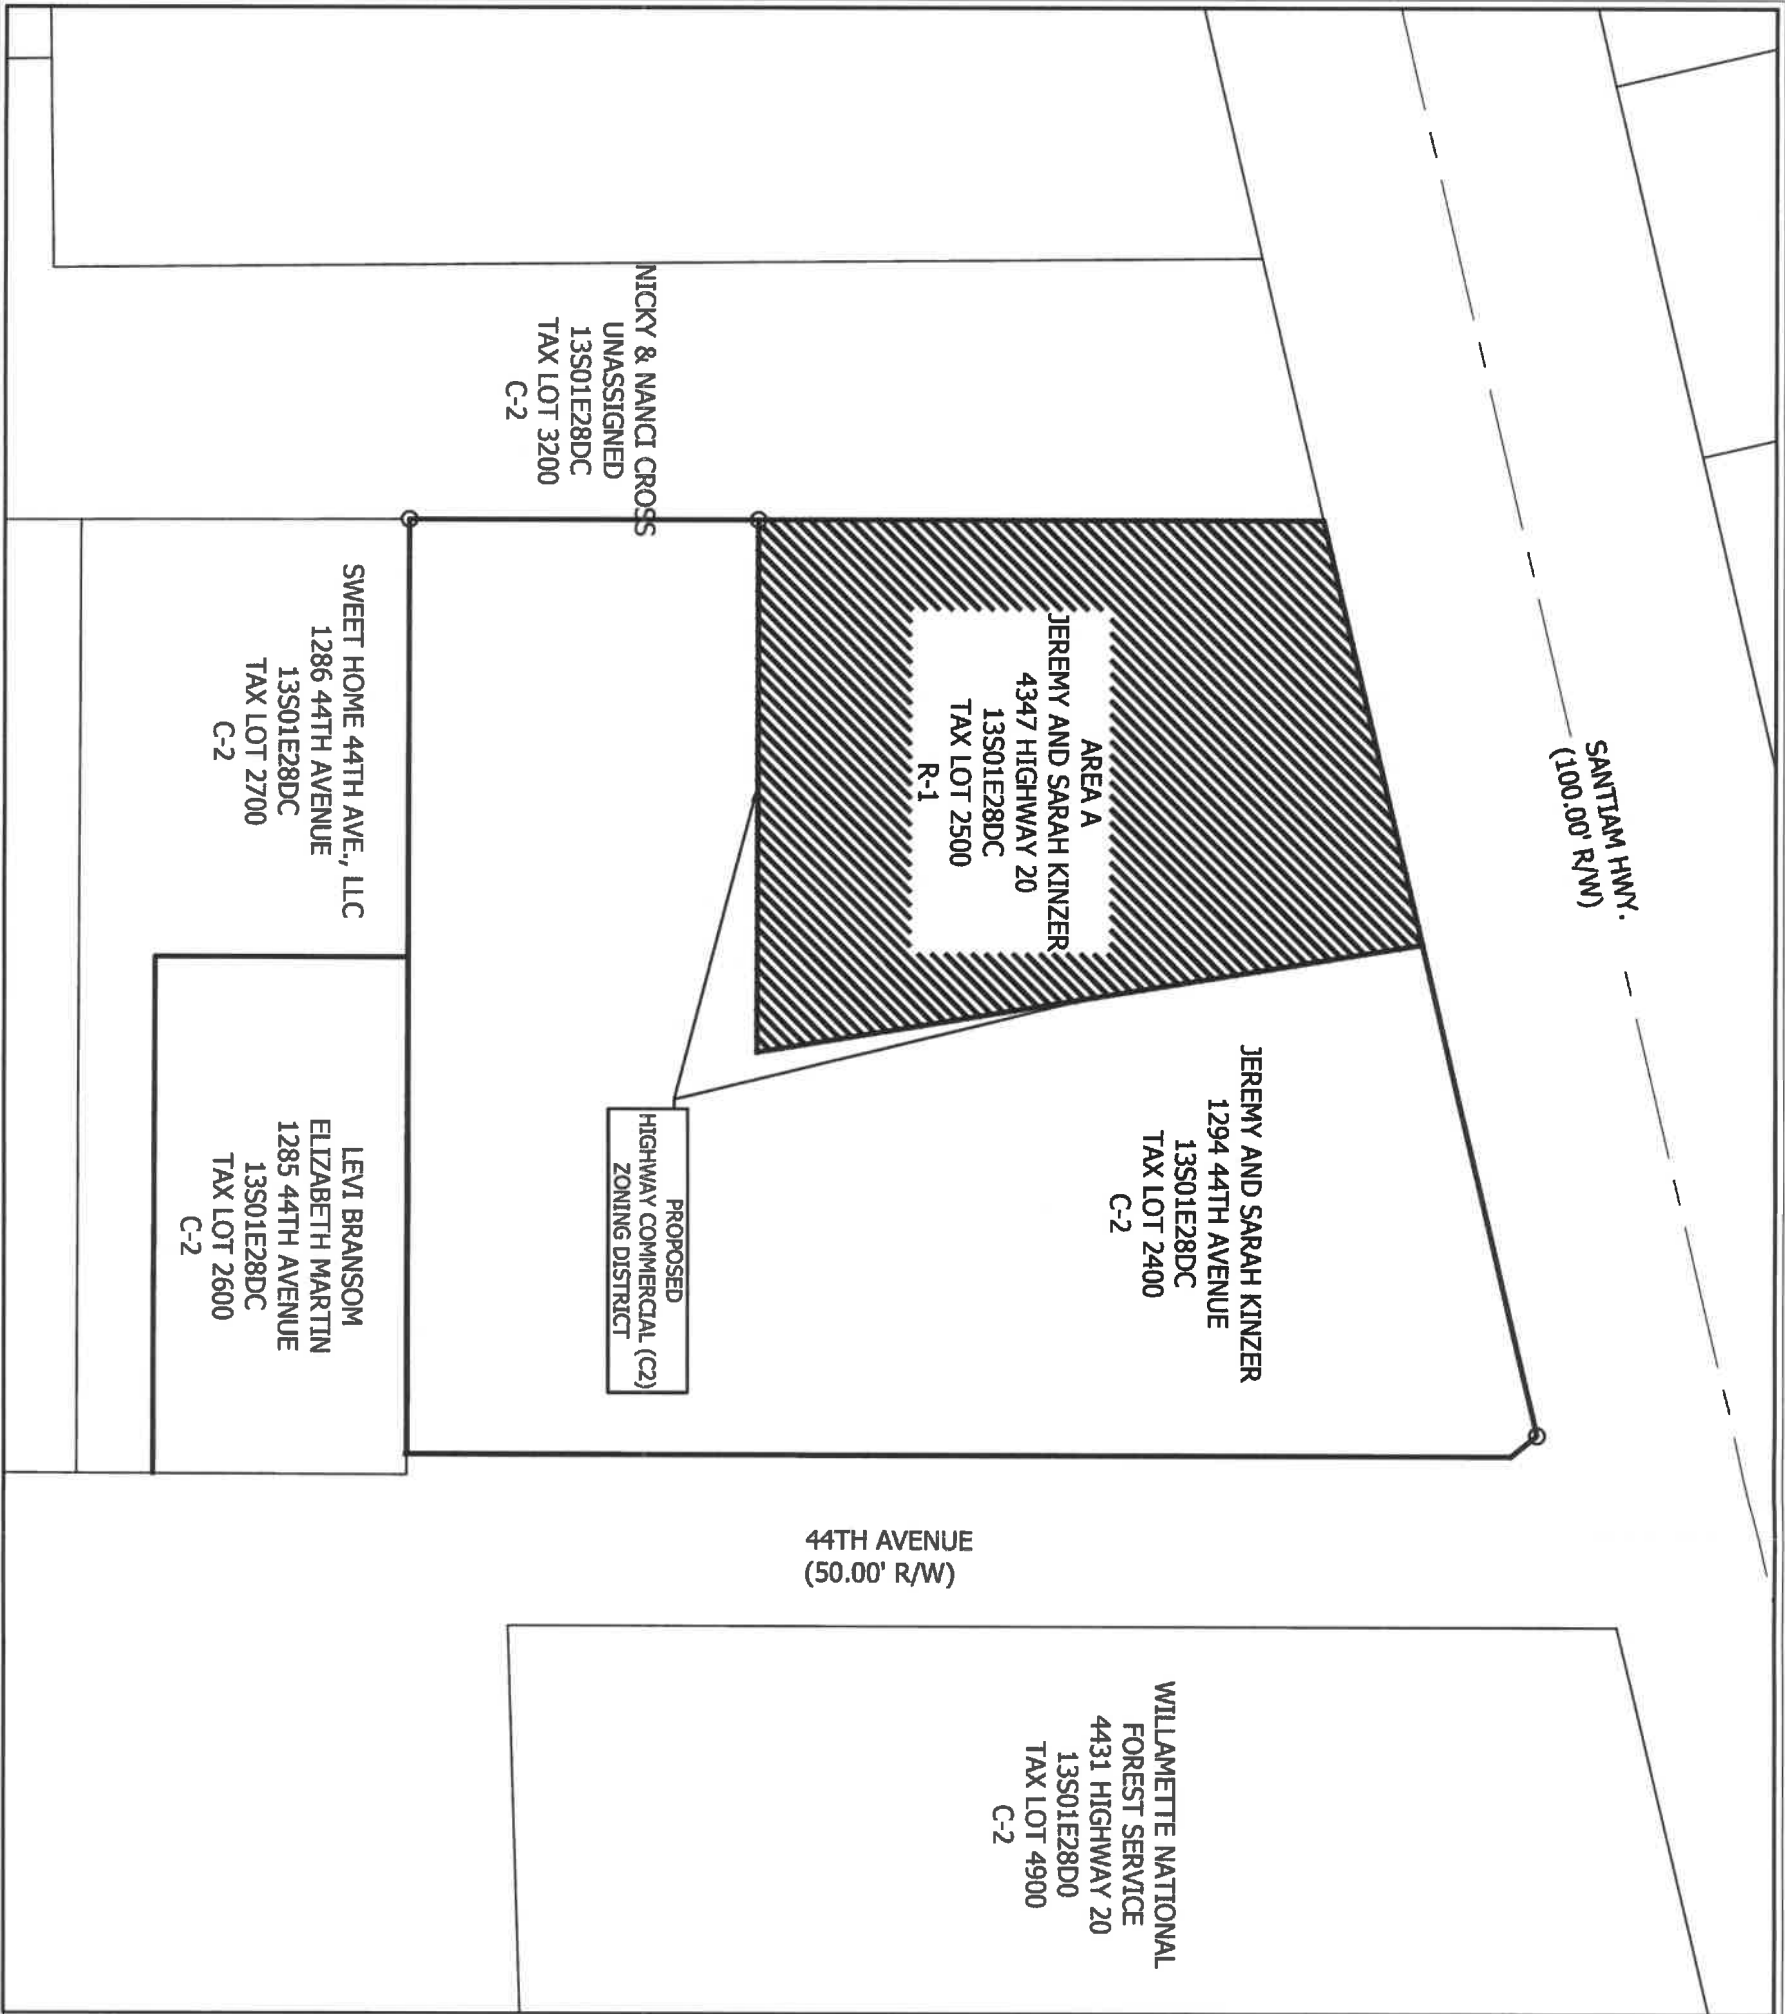 SANTIAM HWY.
(100.00' R/W)
AREA A
JEREMY AND SARAH KINZER
4347 HIGHWAY 20
13S01E28DC
TAX LOT 2500
R-1
JEREMY AND SARAH KINZER
1294 44TH AVENUE
13S01E28DC
TAX LOT 2400
C-2
WILLAMETTE NATIONAL
FOREST SERVICE
4431 HIGHWAY 20
13S01E28D0
TAX LOT 4900
C-2
NICKY & NANCI CROSS
UNASSIGNED
13S01E28DC
TAX LOT 3200
C-2
PROPOSED
HIGHWAY COMMERCIAL (C2)
ZONING DISTRICT
44TH AVENUE
(50.00' R/W)
SWEET HOME 44TH AVE., LLC
1286 44TH AVENUE
13S01E28DC
TAX LOT 2700
C-2
LEVI BRANSOM
ELIZABETH MARTIN
1285 44TH AVENUE
13S01E28DC
TAX LOT 2600
C-2